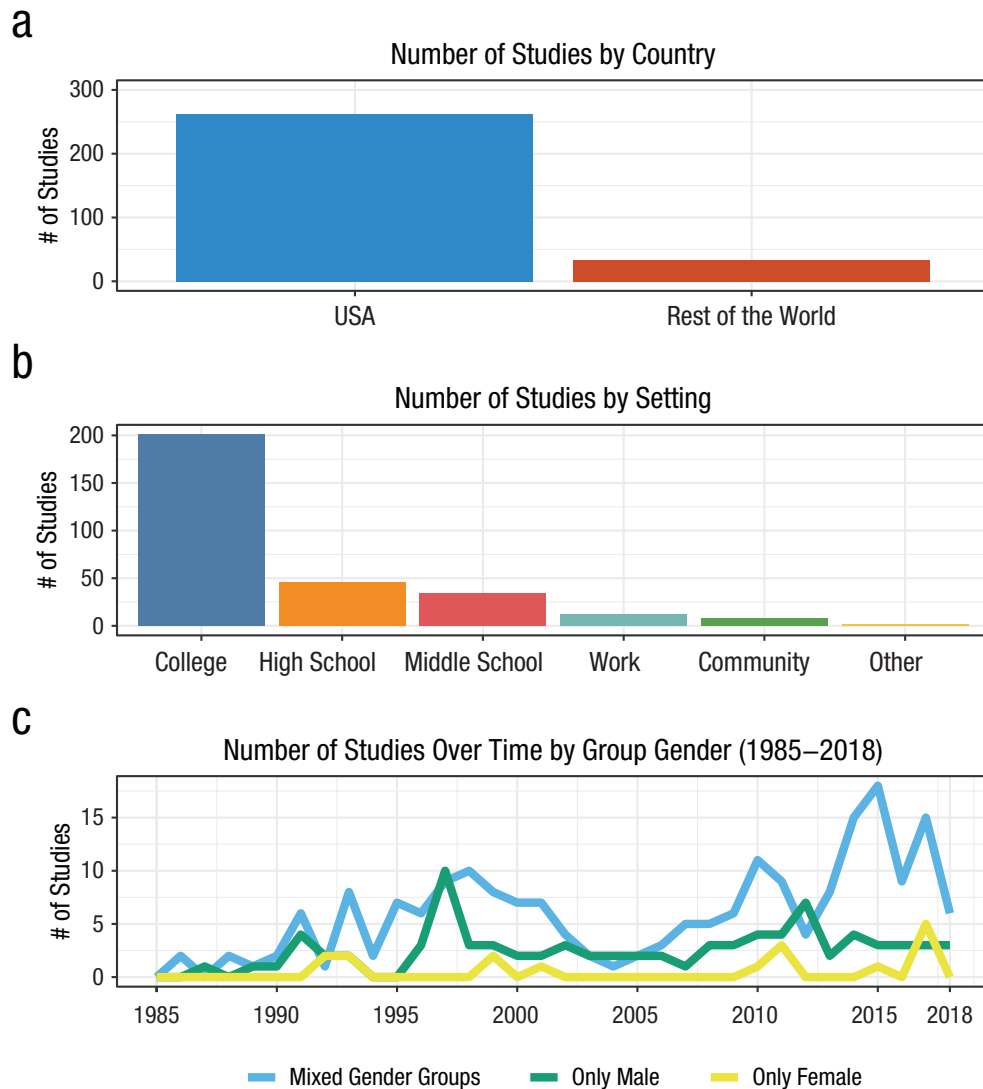 a
Number of Studies by Country
# of Studies
300
200
100
0
USA Rest of the World
b
Number of Studies by Setting
# of Studies
200
150
100
50
0
College High School Middle School Work Community Other
c
Number of Studies Over Time by Group Gender (1985–2018)
# of Studies
15
10
5
0
1985 1990 1995 2000 2005 2010 2015 2018
Mixed Gender Groups Only Male Only Female